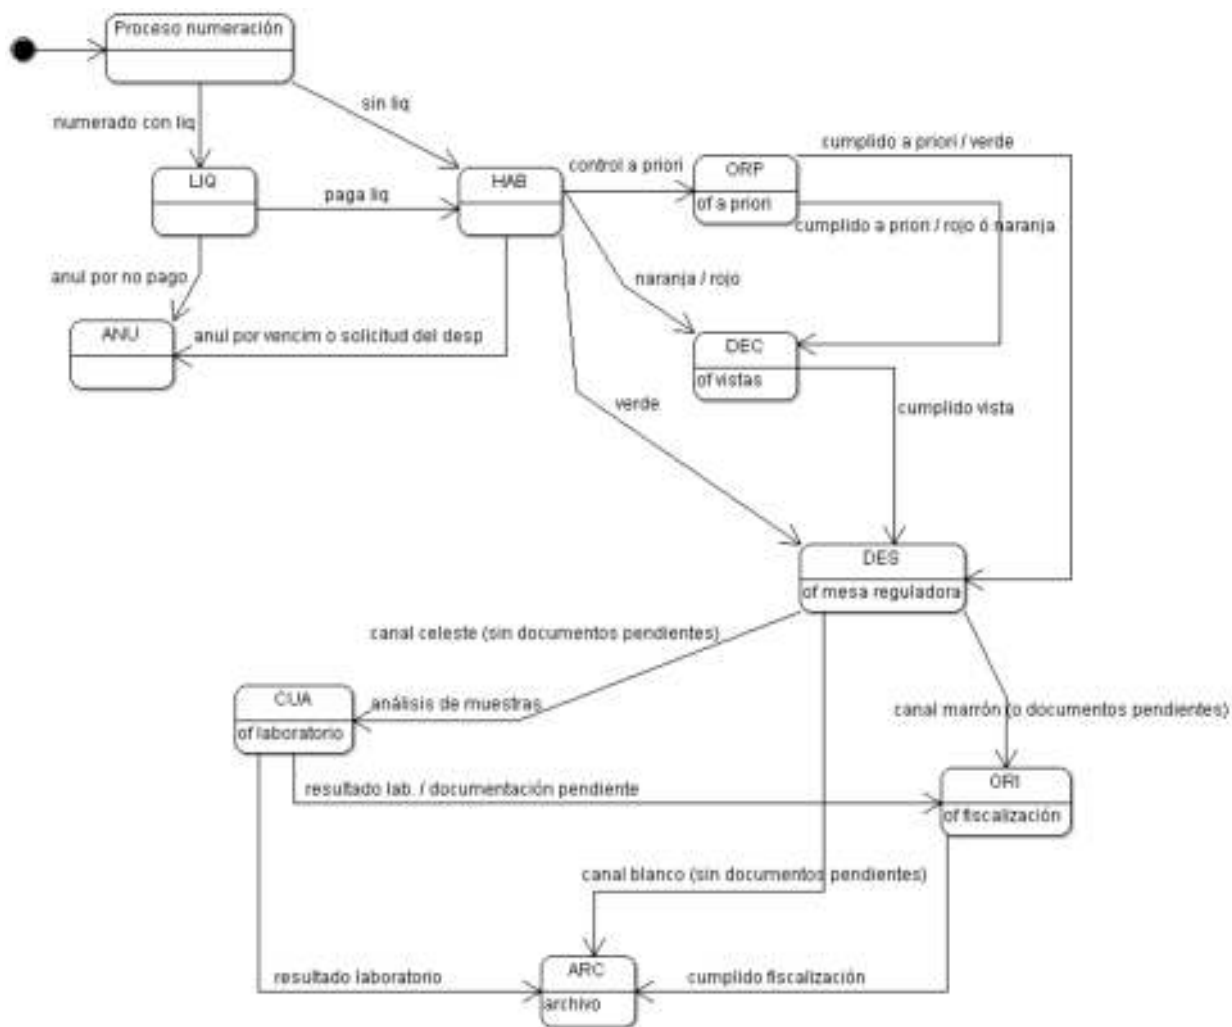 Proceso numeración
sin liq
numerado con liq
cumplido a priori / verde
LIQ
HAB
control a priori
ORP
paga liq
of a priori
cumplido a priori / rojo ó naranja
anul por no pago
naranja / rojo
ANU
anul por vencim o solicitud del desp
DEC
of vistas
verde
cumplido vista
DES
of mesa reguladora
canal celeste (sin documentos pendientes)
CUA
análisis de muestras
canal marrón (o documentos pendientes)
of laboratorio
resultado lab. / documentación pendiente
ORI
of fiscalización
canal blanco (sin documentos pendientes)
resultado laboratorio
ARC
cumplido fiscalización
archivo